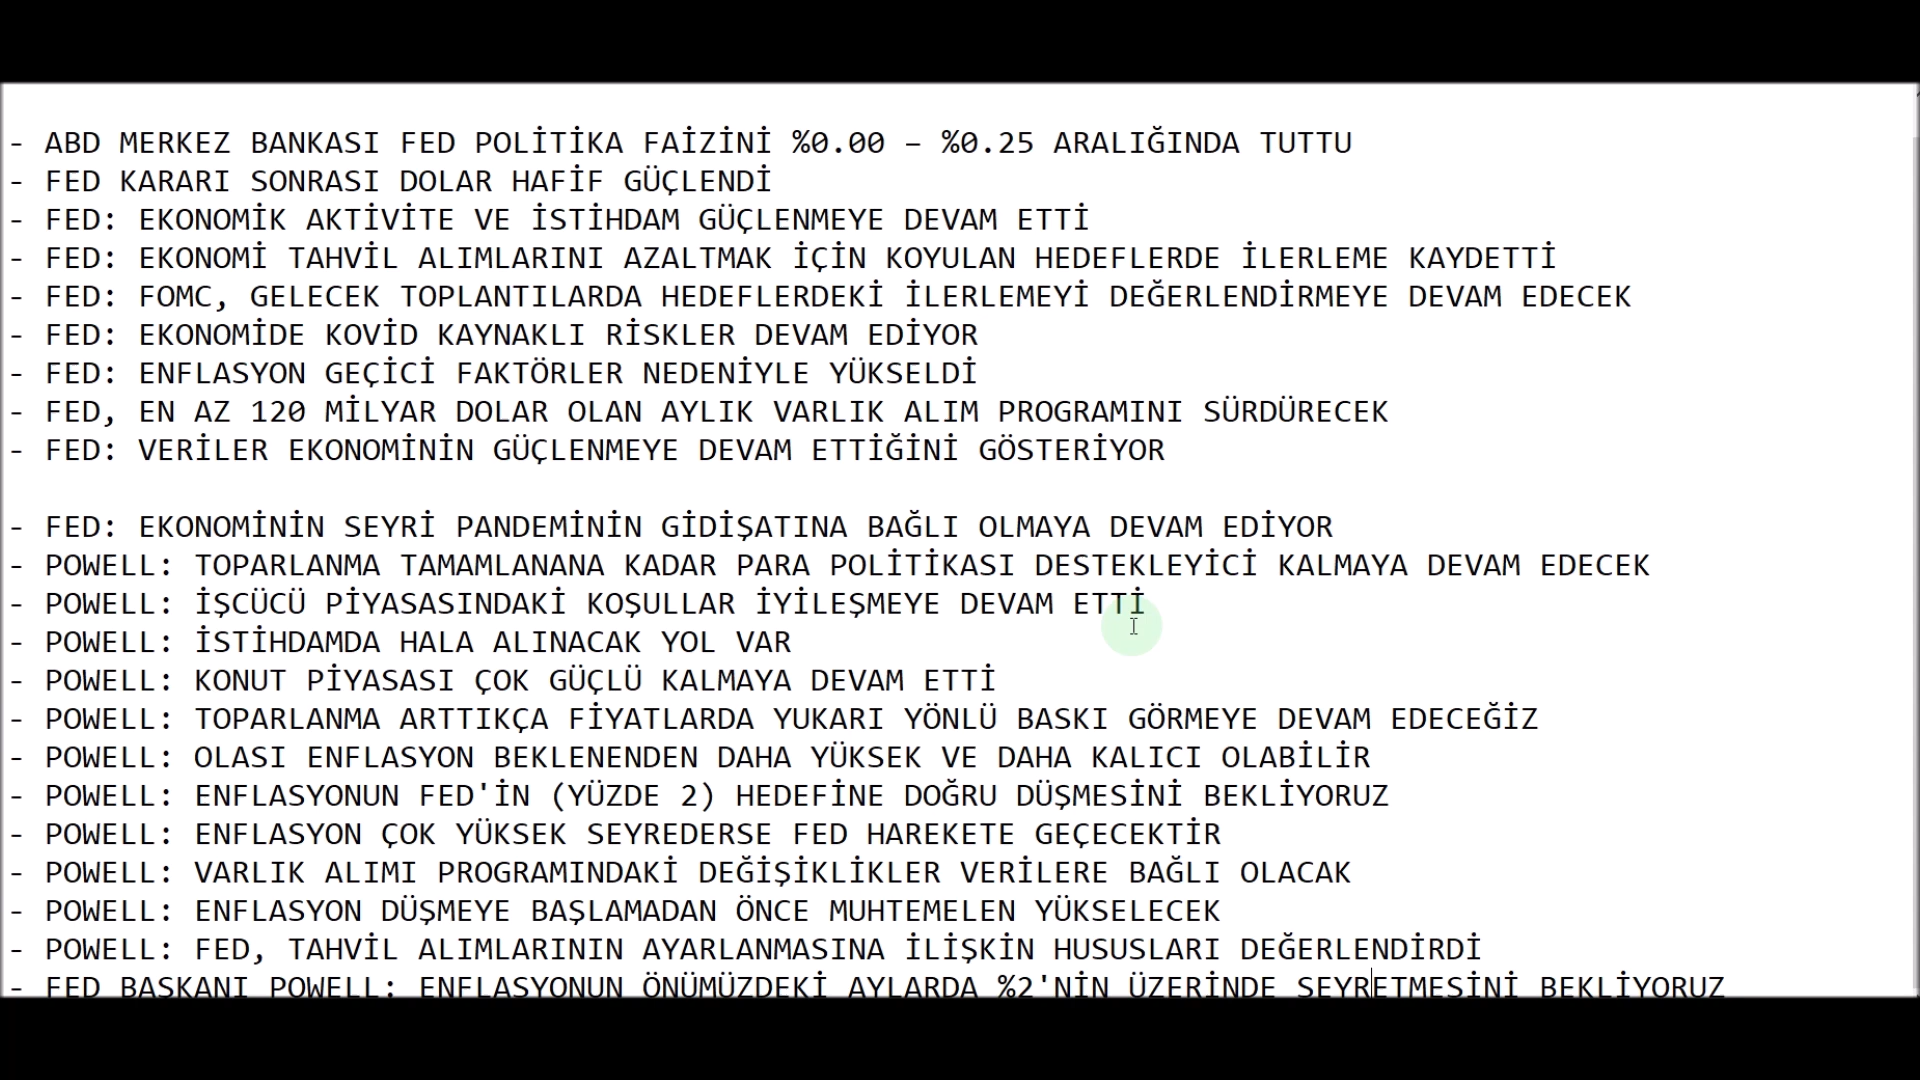 - ABD MERKEZ BANKASI FED POLİTİKA FAİZİNİ %0.00 – %0.25 ARALIĞINDA TUTTU
- FED KARARI SONRASI DOLAR HAFİF GÜÇLENDİ
- FED: EKONOMİK AKTİVİTE VE İSTİHDAM GÜÇLENMEYE DEVAM ETTİ
- FED: EKONOMİ TAHVİL ALIMLARINI AZALTMAK İÇİN KOYULAN HEDEFLERDE İLERLEME KAYDETTİ
- FED: FOMC, GELECEK TOPLANTILARDA HEDEFLERDEKİ İLERLEMEYİ DEĞERLENDİRMEYE DEVAM EDECEK
- FED: EKONOMİDE KOVİD KAYNAKLI RİSKLER DEVAM EDİYOR
- FED: ENFLASYON GEÇİCİ FAKTÖRLER NEDENİYLE YÜKSELDİ
- FED, EN AZ 120 MİLYAR DOLAR OLAN AYLIK VARLIK ALIM PROGRAMINI SÜRDÜRECEK
- FED: VERİLER EKONOMİNİN GÜÇLENMEYE DEVAM ETTİĞİNİ GÖSTERİYOR
- FED: EKONOMİNİN SEYRİ PANDEMİNİN GİDİŞATINA BAĞLI OLMAYA DEVAM EDİYOR
- POWELL: TOPARLANMA TAMAMLANANA KADAR PARA POLİTİKASI DESTEKLEYİCİ KALMAYA DEVAM EDECEK
- POWELL: İŞCÜCÜ PİYASASINDAKİ KOŞULLAR İYİLEŞMEYE DEVAM ETTİ
- POWELL: İSTİHDAMDA HALA ALINACAK YOL VAR
- POWELL: KONUT PİYASASI ÇOK GÜÇLÜ KALMAYA DEVAM ETTİ
- POWELL: TOPARLANMA ARTTIKÇA FİYATLARDA YUKARI YÖNLÜ BASKI GÖRMEYE DEVAM EDECEĞİZ
- POWELL: OLASI ENFLASYON BEKLENENDEN DAHA YÜKSEK VE DAHA KALICI OLABİLİR
- POWELL: ENFLASYONUN FED'İN (YÜZDE 2) HEDEFİNE DOĞRU DÜŞMESİNİ BEKLİYORUZ
- POWELL: ENFLASYON ÇOK YÜKSEK SEYREDERSE FED HAREKETE GEÇECEKTİR
- POWELL: VARLIK ALIMI PROGRAMINDAKİ DEĞİŞİKLİKLER VERİLERE BAĞLI OLACAK
- POWELL: ENFLASYON DÜŞMEYE BAŞLAMADAN ÖNCE MUHTEMELEN YÜKSELECEK
- POWELL: FED, TAHVİL ALIMLARININ AYARLANMASINA İLİŞKİN HUSUSLARI DEĞERLENDİRDİ
- FED BAŞKANI POWELL: ENFLASYONUN ÖNÜMÜZDEKİ AYLARDA %2'NİN ÜZERİNDE SEYRETMESİNİ BEKLİYORUZ